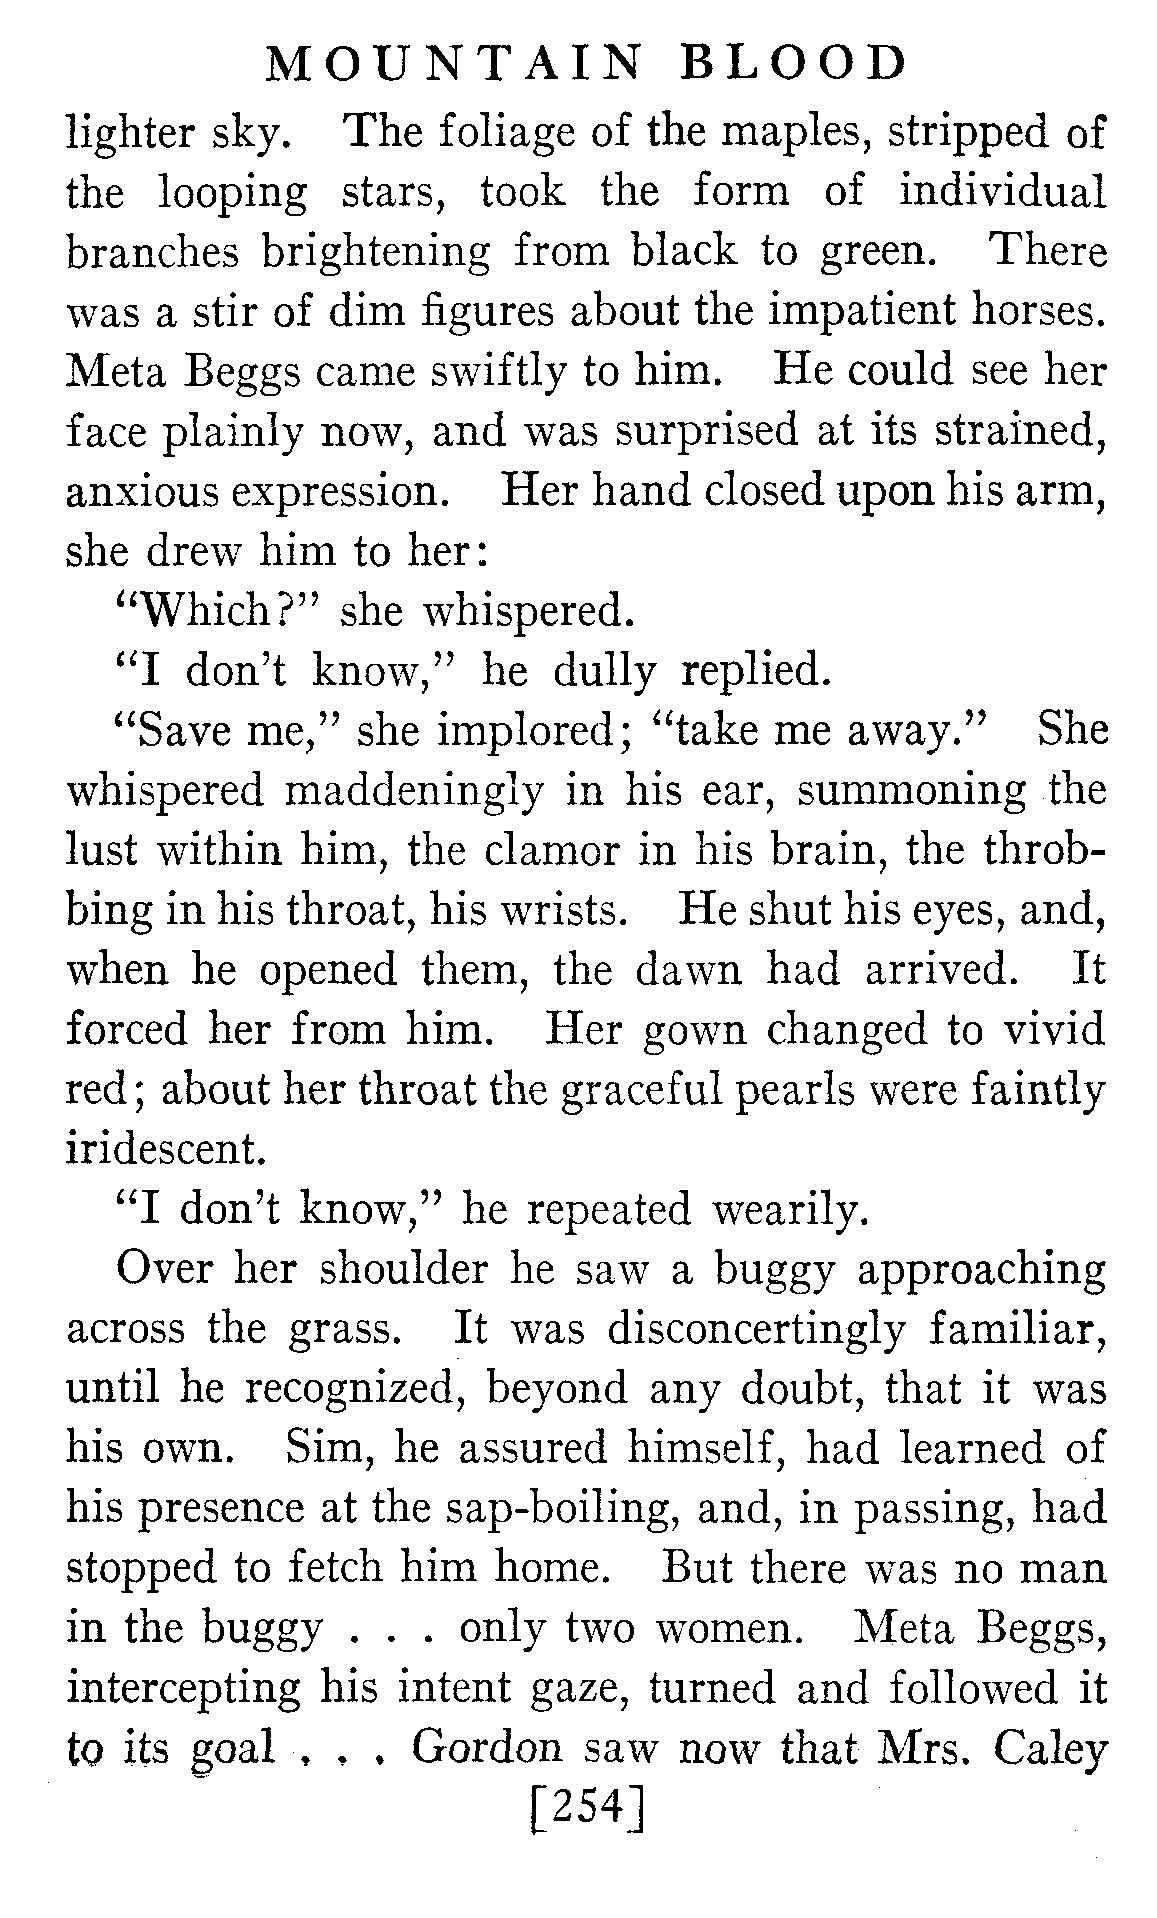 MOUNTAIN BLOOD
lighter sky. The foliage of the maples, stripped of
the looping stars, took the form of individual
branches brightening from black to green. There
was a stir of dim figures about the impatient horses.
Meta Beggs came swiftly to him. He could see her
face plainly now, and was surprised at its strained,
anxious expression. Her hand closed upon his arm,
she drew him to her:
“Which?” she whispered.
“I don’t know,” he dully replied.
“Save me,” she implored; “take me away.” She
whispered maddeningly in his ear, summoning the
lust within him, the clamor in his brain, the throb-
bing in his throat, his wrists. He shut his eyes, and,
when he opened them, the dawn had arrived. It
forced her from him. Her gown changed to vivid
red; about her throat the graceful pearls were faintly
iridescent.
“I don’t know,” he repeated wearily.
Over her shoulder he saw a buggy approaching
across the grass. It was disconcertingly familiar,
until he recognized, beyond any doubt, that it was
his own. Sim, he assured himself, had learned of
his presence at the sap-boiling, and, in passing, had
stopped to fetch him home. But there was no man
in the buggy . . . only two women. Meta Beggs,
intercepting his intent gaze, turned and followed it
to its goal . . . Gordon saw now that Mrs. Caley
[254]